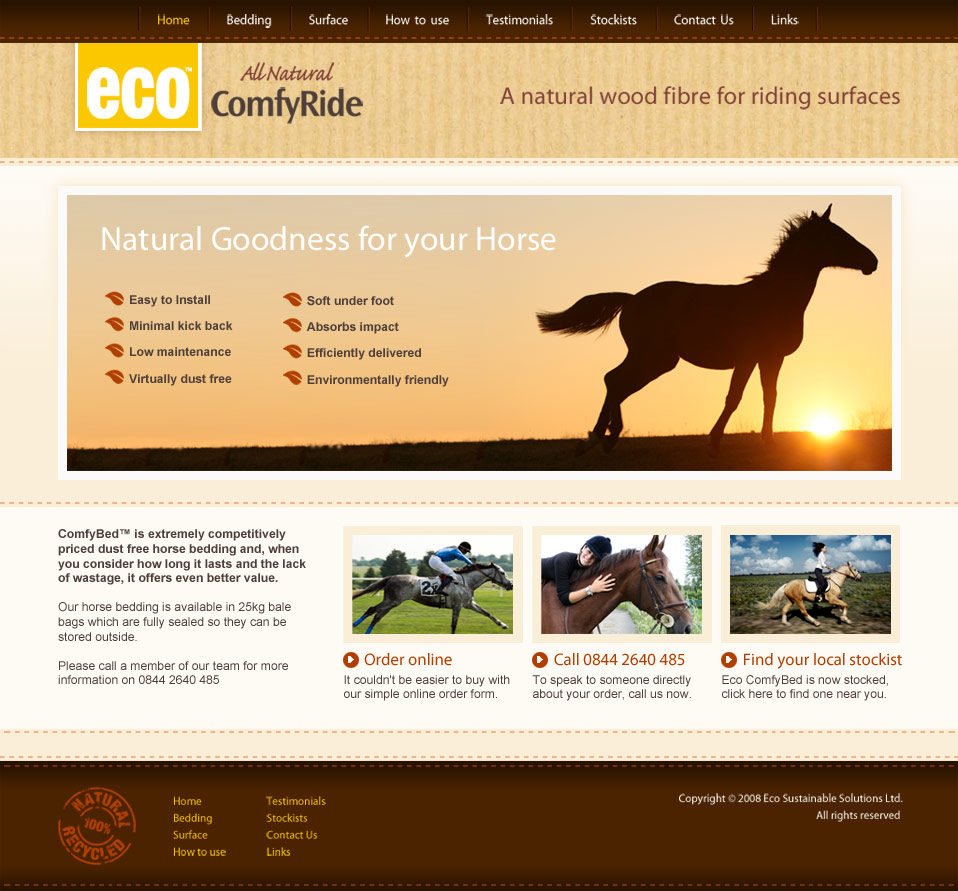 Home Bedding Surface How to use Testimonials Stockists Contact Us Links
eco™
All Natural
ComfyRide
A natural wood fibre for riding surfaces
Natural Goodness for your Horse
Easy to Install
Minimal kick back
Low maintenance
Virtually dust free
Soft under foot
Absorbs impact
Efficiently delivered
Environmentally friendly
ComfyBed™ is extremely competitively
priced dust free horse bedding and, when
you consider how long it lasts and the lack
of wastage, it offers even better value.
Our horse bedding is available in 25kg bale
bags which are fully sealed so they can be
stored outside.
Please call a member of our team for more
information on 0844 2640 485
Order online
It couldn't be easier to buy with
our simple online order form.
Call 0844 2640 485
To speak to someone directly
about your order, call us now.
Find your local stockist
Eco ComfyBed is now stocked,
click here to find one near you.
NATURAL
100%
RECYCLED
Home
Bedding
Surface
How to use
Testimonials
Stockists
Contact Us
Links
Copyright © 2008 Eco Sustainable Solutions Ltd.
All rights reserved